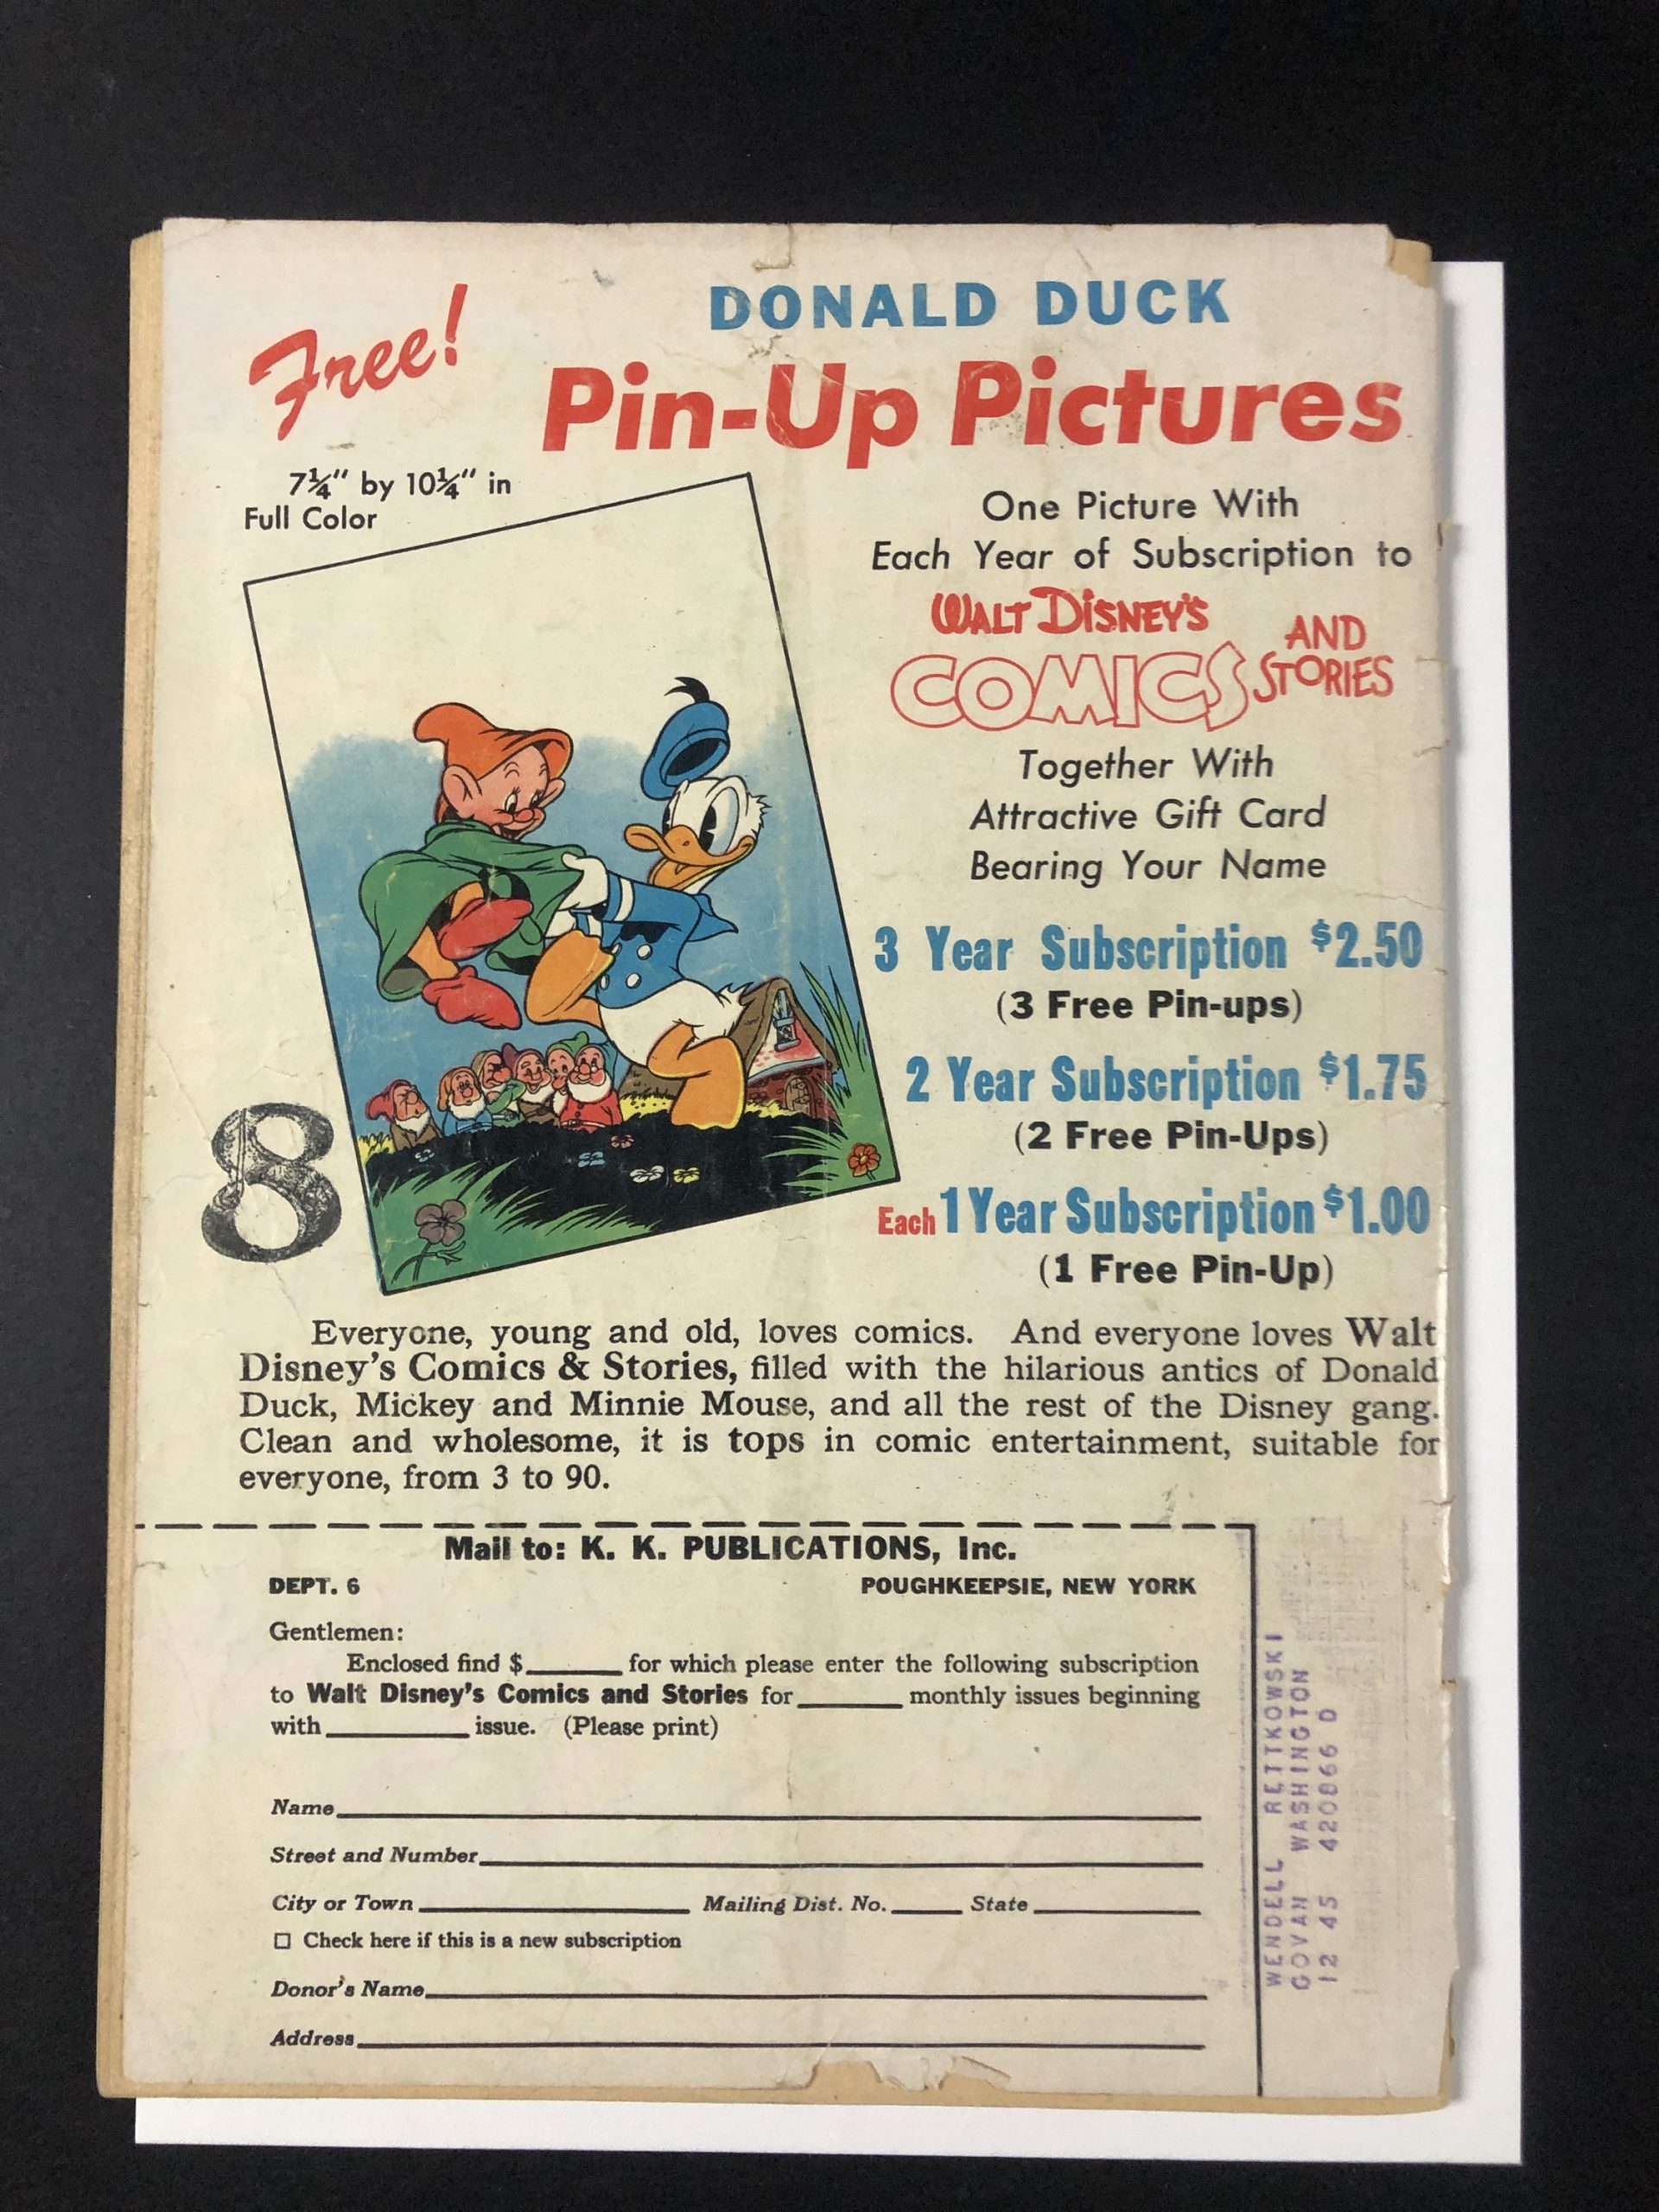 Free!
DONALD DUCK
Pin-Up Pictures
7¼" by 10¼" in
Full Color
One Picture With
Each Year of Subscription to
WALT DISNEY'S
COMICS AND STORIES
Together With
Attractive Gift Card
Bearing Your Name
3 Year Subscription $2.50
(3 Free Pin-ups)
2 Year Subscription $1.75
(2 Free Pin-Ups)
Each 1 Year Subscription $1.00
(1 Free Pin-Up)
8
Everyone, young and old, loves comics. And everyone loves Walt
Disney's Comics & Stories, filled with the hilarious antics of Donald
Duck, Mickey and Minnie Mouse, and all the rest of the Disney gang.
Clean and wholesome, it is tops in comic entertainment, suitable for
everyone, from 3 to 90.
Mail to: K. K. PUBLICATIONS, Inc.
DEPT. 6 POUGHKEEPSIE, NEW YORK
Gentlemen:
Enclosed find $______ for which please enter the following subscription
to Walt Disney's Comics and Stories for______ monthly issues beginning
with______ issue. (Please print)
Name
Street and Number
City or Town______ Mailing Dist. No.______ State______
☐ Check here if this is a new subscription
Donor's Name
Address
WENDELL RETTKOWSKI
GOVAN WASHINGTON
12 45 420866 D